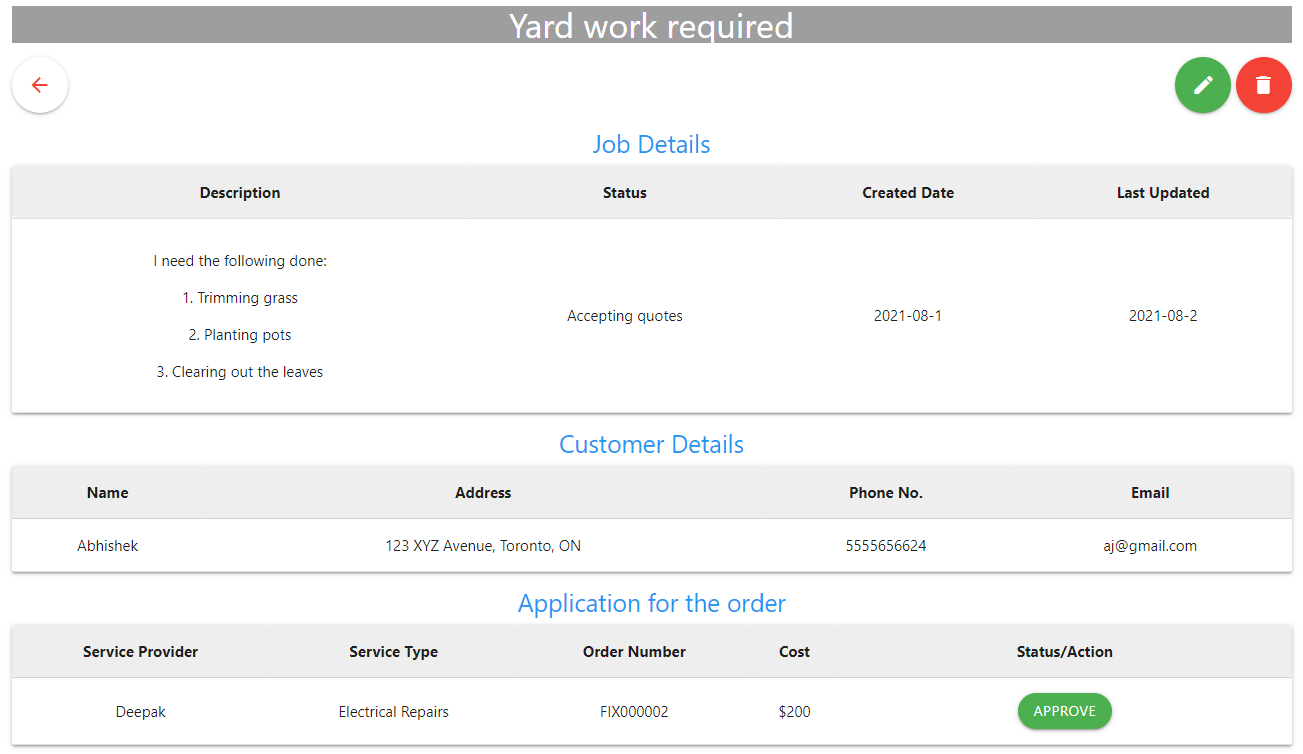 Yard work required
Job Details
Description Status Created Date Last Updated
I need the following done:
1. Trimming grass
Accepting quotes 2021-08-1 2021-08-2
2. Planting pots
3. Clearing out the leaves
Customer Details
Name Address Phone No. Email
Abhishek 123 XYZ Avenue, Toronto, ON 5555656624 aj@gmail.com
Application for the order
Service Provider Service Type Order Number Cost Status/Action
Deepak Electrical Repairs FIX000002 $200 APPROVE